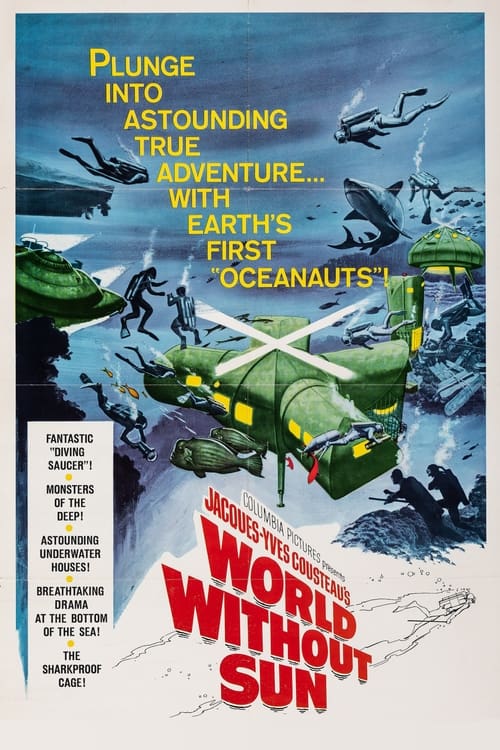 PLUNGE
INTO
ASTOUNDING
TRUE
ADVENTURE...
WITH
EARTH'S
FIRST
"OCEANAUTS"!
FANTASTIC
"DIVING
SAUCER"!
MONSTERS
OF THE
DEEP!
ASTOUNDING
UNDERWATER
HOUSES!
BREATHTAKING
DRAMA
AT THE BOTTOM
OF THE SEA!
THE
SHARKPROOF
CAGE!
COLUMBIA PICTURES Presents
JACQUES-YVES COUSTEAU'S
WORLD
WITHOUT
SUN